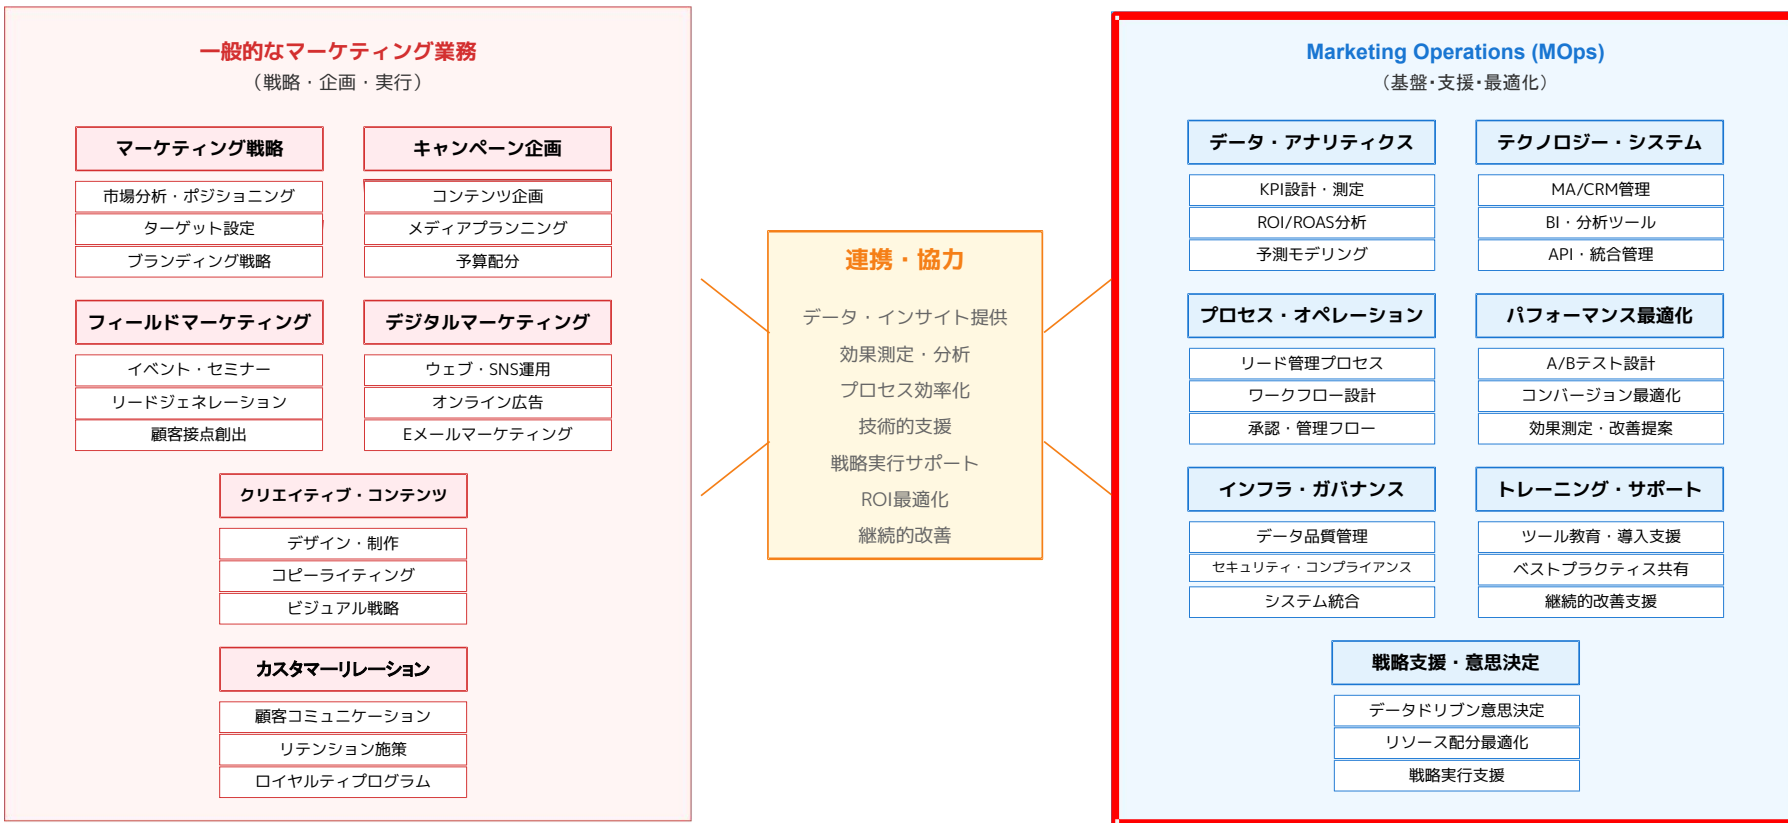 一般的なマーケティング業務
（戦略・企画・実行）
マーケティング戦略
市場分析・ポジショニング
ターゲット設定
ブランディング戦略
キャンペーン企画
コンテンツ企画
メディアプランニング
予算配分
フィールドマーケティング
イベント・セミナー
リードジェネレーション
顧客接点創出
デジタルマーケティング
ウェブ・SNS運用
オンライン広告
Eメールマーケティング
クリエイティブ・コンテンツ
デザイン・制作
コピーライティング
ビジュアル戦略
カスタマーリレーション
顧客コミュニケーション
リテンション施策
ロイヤルティプログラム
連携・協力
データ・インサイト提供
効果測定・分析
プロセス効率化
技術的支援
戦略実行サポート
ROI最適化
継続的改善
Marketing Operations (MOps)
（基盤・支援・最適化）
データ・アナリティクス
KPI設計・測定
ROI/ROAS分析
予測モデリング
テクノロジー・システム
MA/CRM管理
BI・分析ツール
API・統合管理
プロセス・オペレーション
リード管理プロセス
ワークフロー設計
承認・管理フロー
パフォーマンス最適化
A/Bテスト設計
コンバージョン最適化
効果測定・改善提案
インフラ・ガバナンス
データ品質管理
セキュリティ・コンプライアンス
システム統合
トレーニング・サポート
ツール教育・導入支援
ベストプラクティス共有
継続的改善支援
戦略支援・意思決定
データドリブン意思決定
リソース配分最適化
戦略実行支援